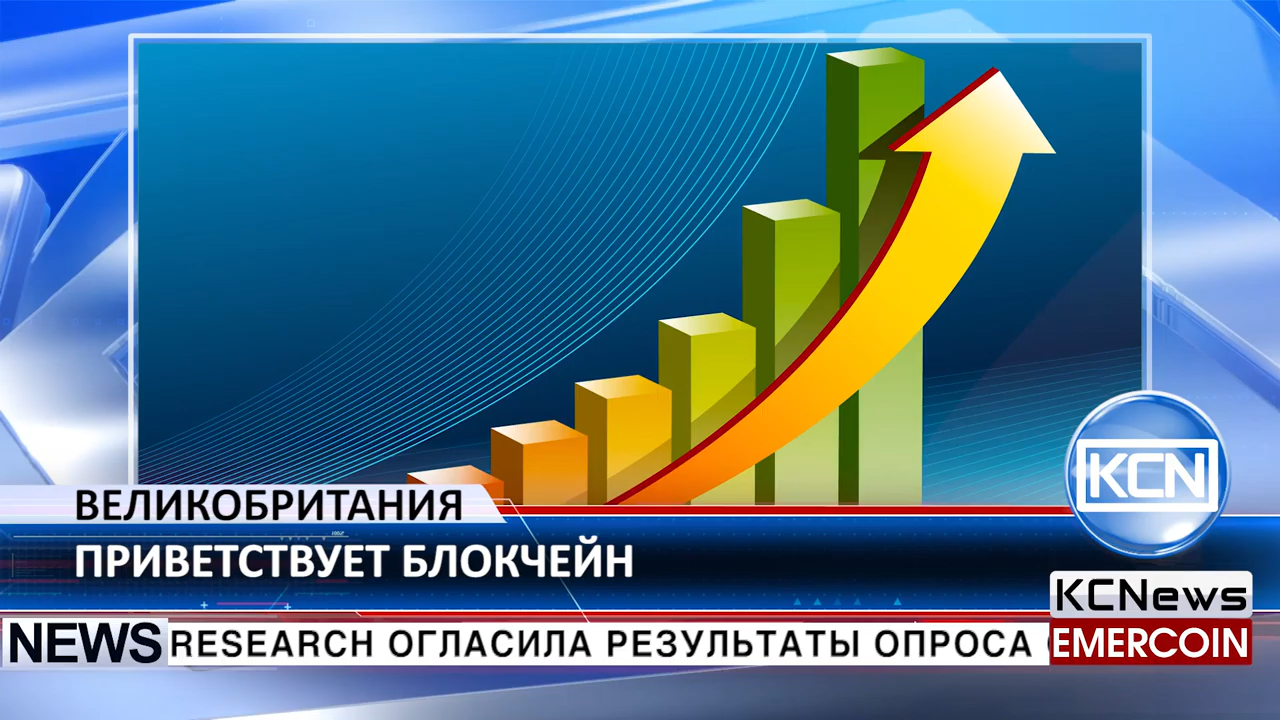 ВЕЛИКОБРИТАНИЯ
ПРИВЕТСТВУЕТ БЛОКЧЕЙН
KCN
KCNews
NEWS RESEARCH ОГЛАСИЛА РЕЗУЛЬТАТЫ ОПРОСА
EMERCOIN